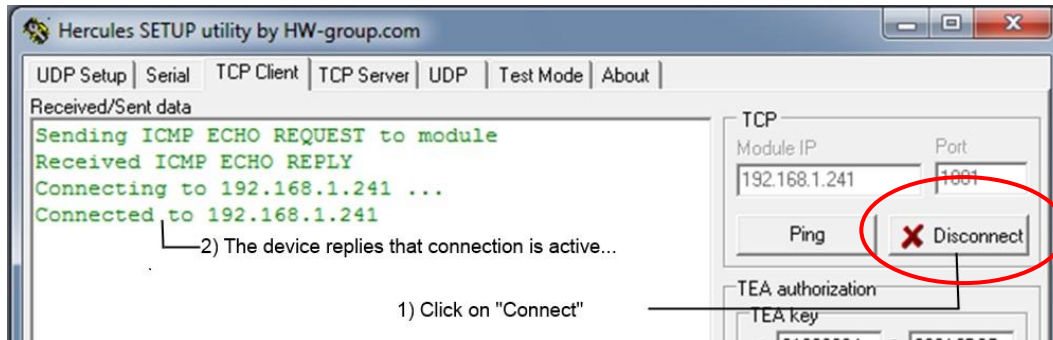 Hercules SETUP utility by HW-group.com
UDP Setup Serial TCP Client TCP Server UDP Test Mode About
Received/Sent data
Sending ICMP ECHO REQUEST to module
Received ICMP ECHO REPLY
Connecting to 192.168.1.241 ...
Connected to 192.168.1.241
2) The device replies that connection is active...
1) Click on "Connect"
TCP
Module IP Port
192.168.1.241
Ping Disconnect
TEA authorization
TEA key